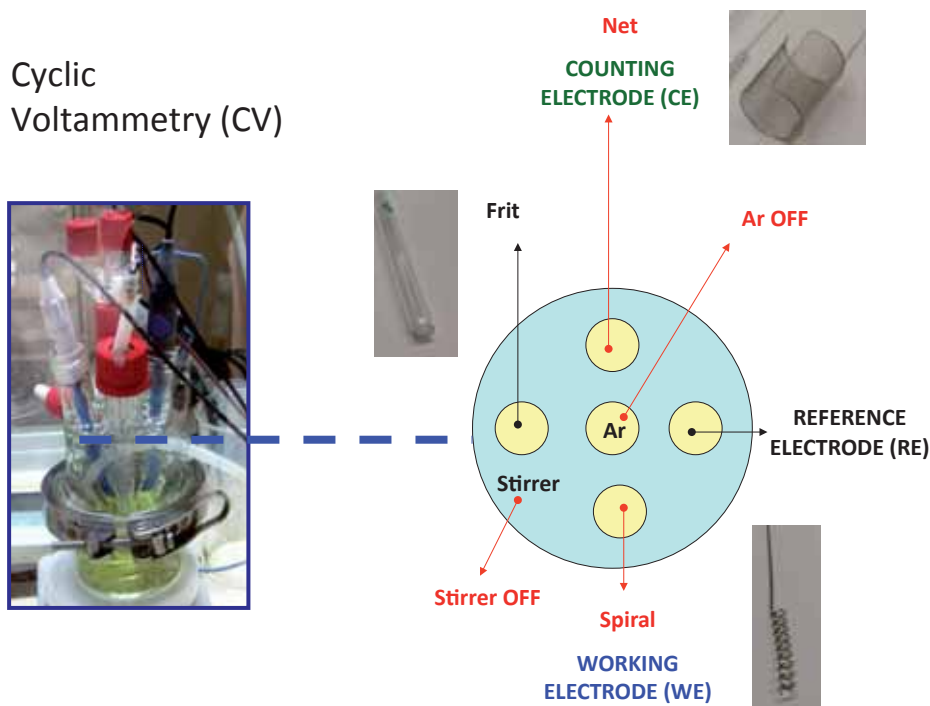 Cyclic
Voltammetry (CV)
Net
COUNTING
ELECTRODE (CE)
Frit
Ar OFF
Ar
REFERENCE
ELECTRODE (RE)
Stirrer
Stirrer OFF
Spiral
WORKING
ELECTRODE (WE)